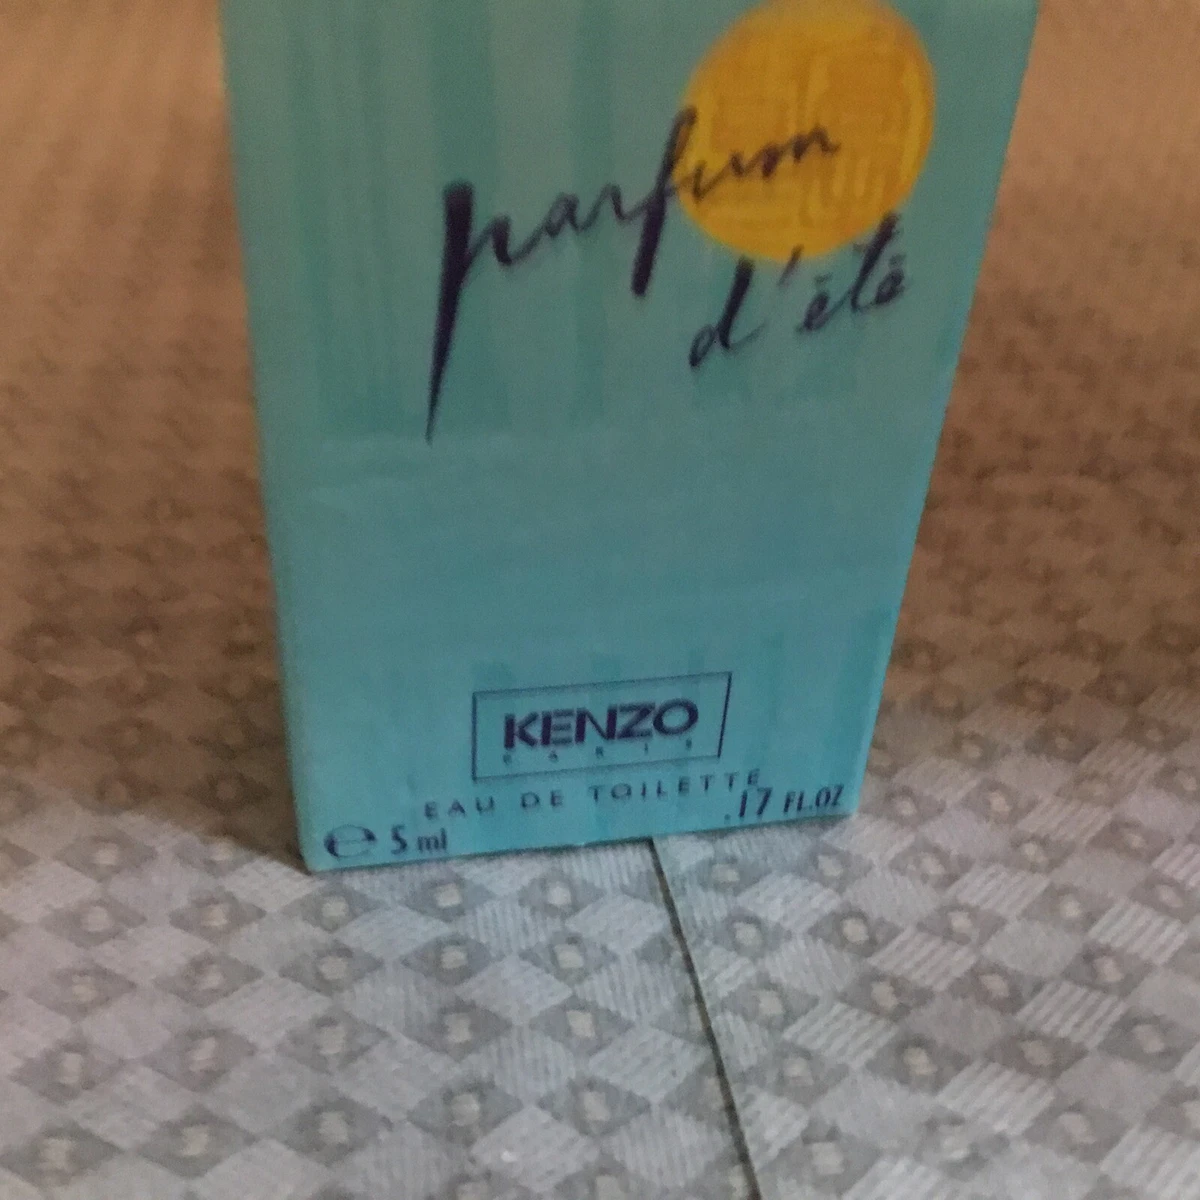 parfum
d'été
KENZO
PARIS
EAU DE TOILETTE
℮ 5 ml .17 FL.OZ